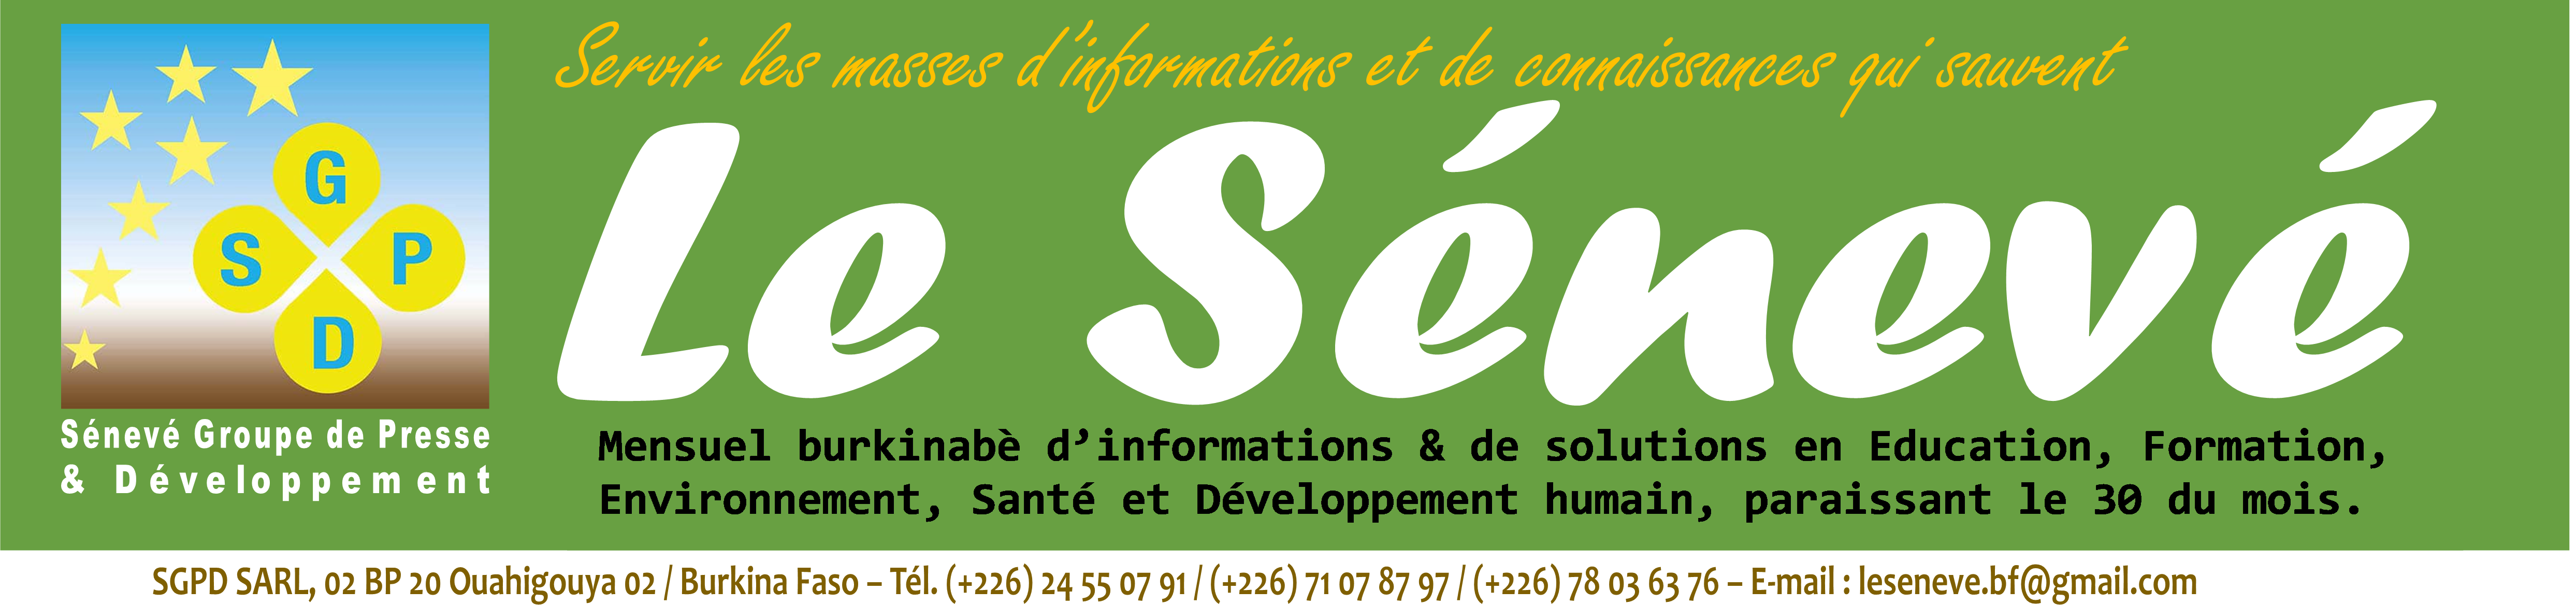 Servir les masses d'informations et de connaissances qui sauvent
Le Sénevé
G
S P
D
Sénevé Groupe de Presse
& Développement
Mensuel burkinabè d'informations & de solutions en Education, Formation,
Environnement, Santé et Développement humain, paraissant le 30 du mois.
SGPD SARL, 02 BP 20 Ouahigouya 02 / Burkina Faso – Tél. (+226) 24 55 07 91 / (+226) 71 07 87 97 / (+226) 78 03 63 76 – E-mail : leseneve.bf@gmail.com